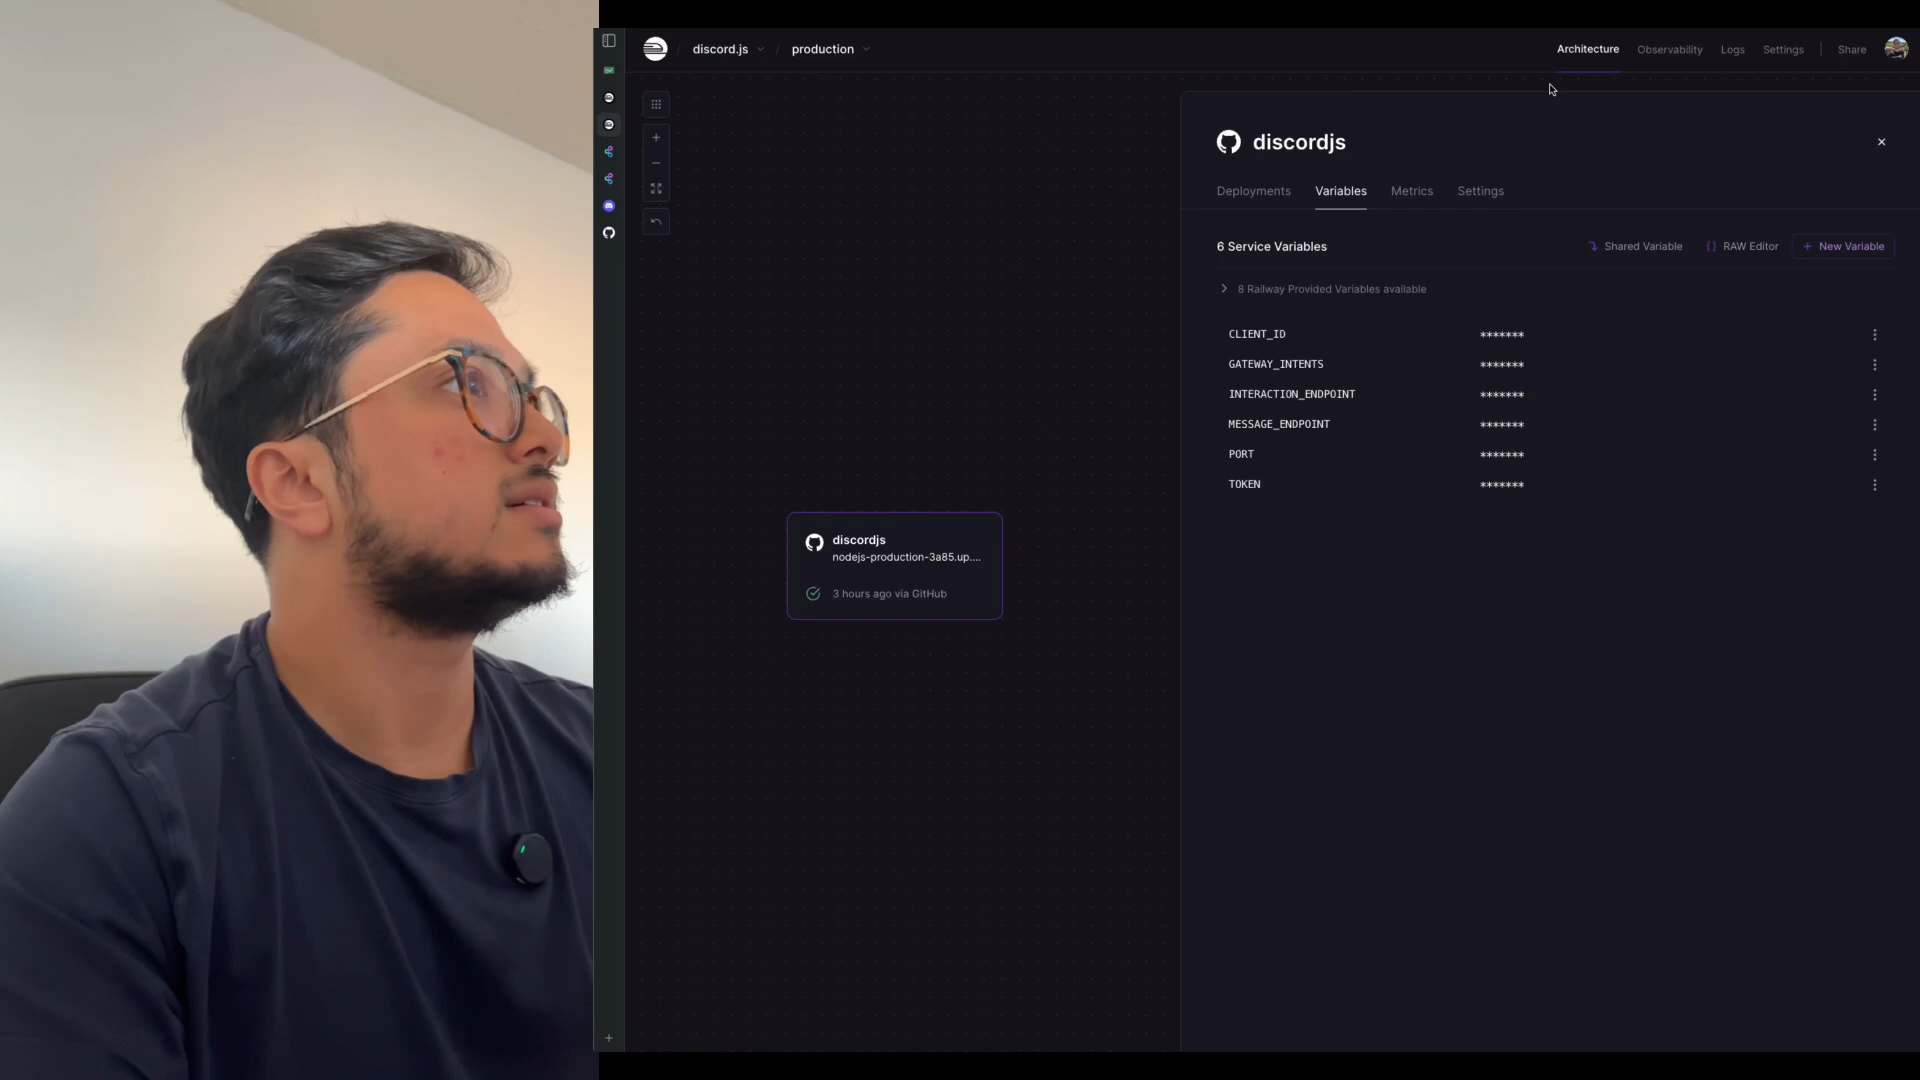 / discord.js / production
Architecture Observability Logs Settings Share
discordjs
Deployments Variables Metrics Settings
6 Service Variables
Shared Variable
{} RAW Editor
+ New Variable
8 Railway Provided Variables available
CLIENT_ID *******
GATEWAY_INTENTS *******
INTERACTION_ENDPOINT *******
MESSAGE_ENDPOINT *******
PORT *******
TOKEN *******
discordjs
nodejs-production-3a85.up....
3 hours ago via GitHub